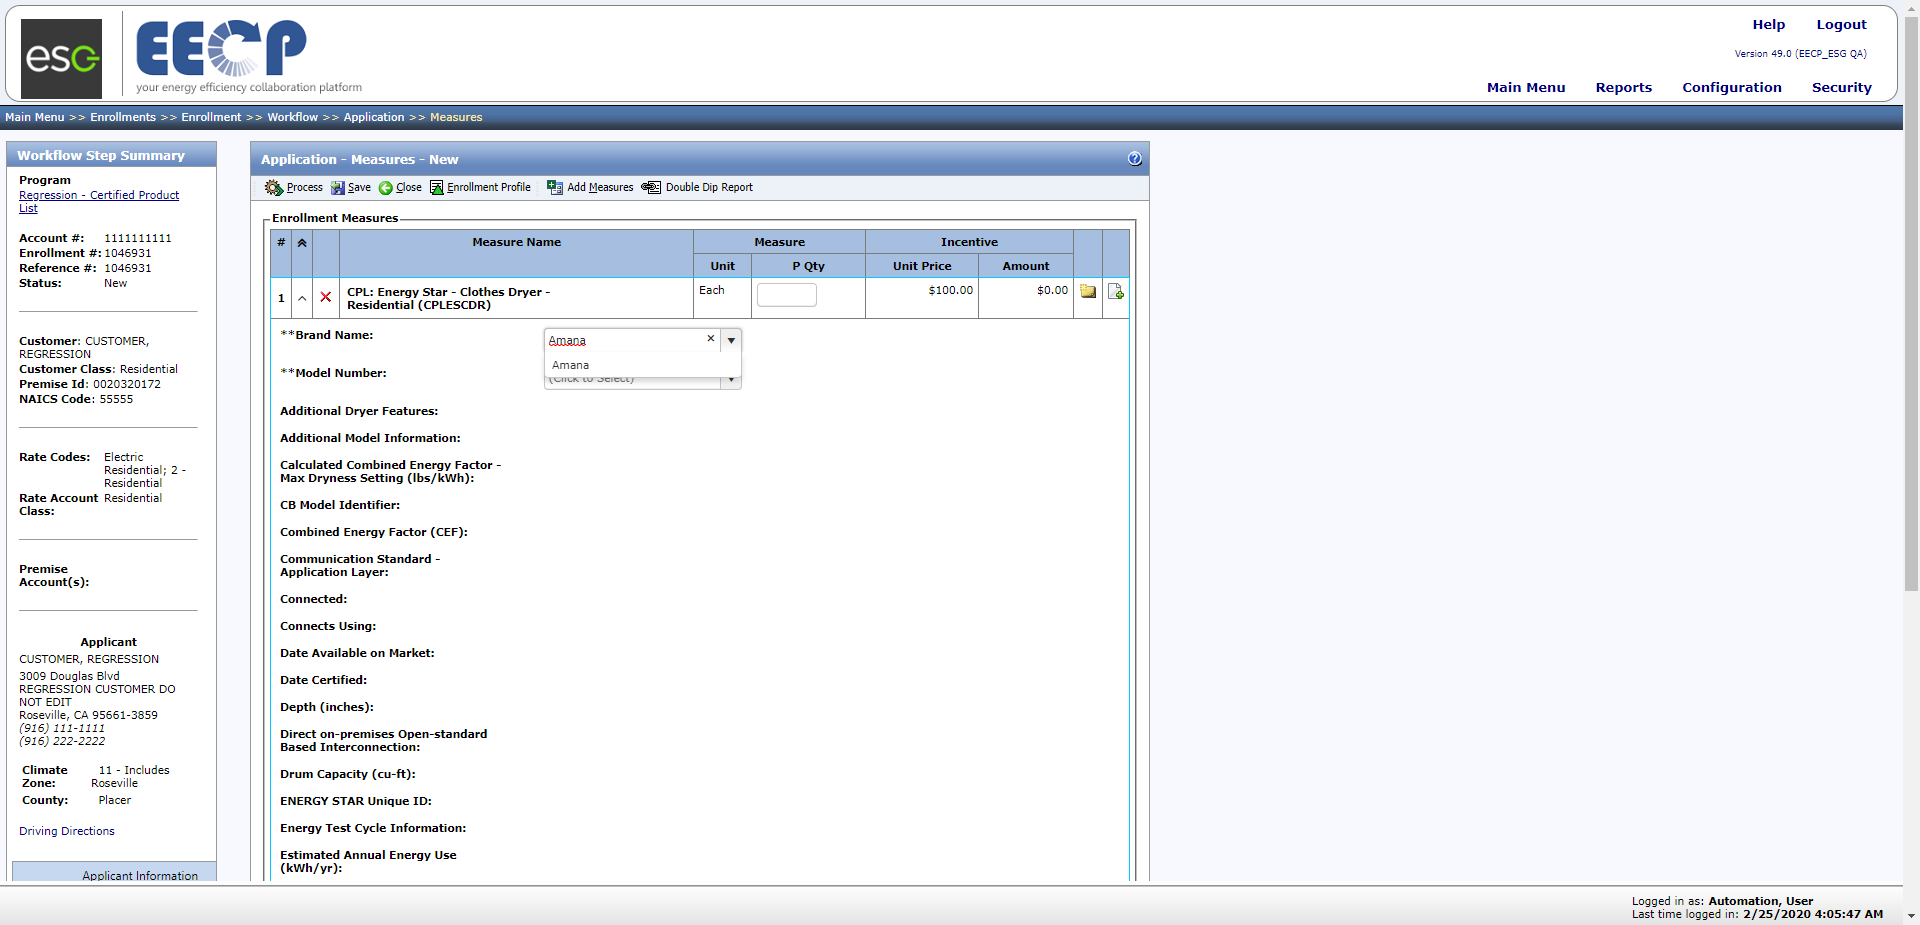 esg
EECP
your energy efficiency collaboration platform
Help Logout
Version 49.0 (EECP_ESG QA)
Main Menu Reports Configuration Security
Main Menu >> Enrollments >> Enrollment >> Workflow >> Application >> Measures
Workflow Step Summary
Program
Regression - Certified Product
List
Account #: 1111111111
Enrollment #: 1046931
Reference #: 1046931
Status: New
Customer: CUSTOMER,
REGRESSION
Customer Class: Residential
Premise Id: 0020320172
NAICS Code: 55555
Rate Codes: Electric
Residential; 2 -
Residential
Rate Account Residential
Class:
Premise
Account(s):
Applicant
CUSTOMER, REGRESSION
3009 Douglas Blvd
REGRESSION CUSTOMER DO
NOT EDIT
Roseville, CA 95661-3859
(916) 111-1111
(916) 222-2222
Climate 11 - Includes
Zone: Roseville
County: Placer
Driving Directions
Applicant Information
Application - Measures - New
Process Save Close Enrollment Profile Add Measures Double Dip Report
Enrollment Measures
# Measure Name Measure Incentive
Unit P Qty Unit Price Amount
1 CPL: Energy Star - Clothes Dryer - Each $100.00 $0.00
Residential (CPLESCDR)
**Brand Name: Amana
Amana
**Model Number: (Click to Select)
Additional Dryer Features:
Additional Model Information:
Calculated Combined Energy Factor -
Max Dryness Setting (lbs/kWh):
CB Model Identifier:
Combined Energy Factor (CEF):
Communication Standard -
Application Layer:
Connected:
Connects Using:
Date Available on Market:
Date Certified:
Depth (inches):
Direct on-premises Open-standard
Based Interconnection:
Drum Capacity (cu-ft):
ENERGY STAR Unique ID:
Energy Test Cycle Information:
Estimated Annual Energy Use
(kWh/yr):
Logged in as: Automation, User
Last time logged in: 2/25/2020 4:05:47 AM